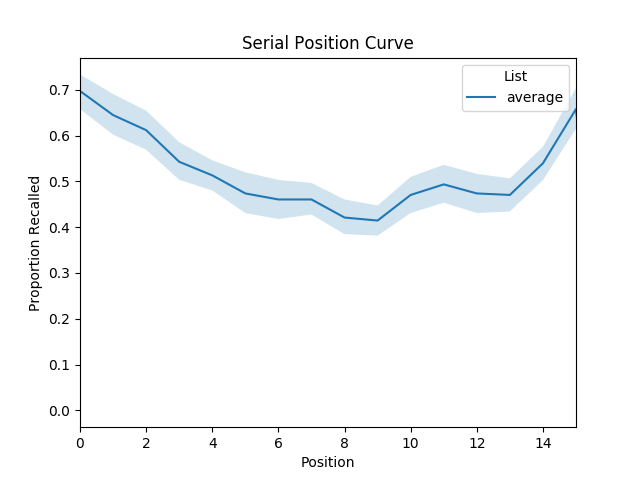 Serial Position Curve
List
average
Proportion Recalled
0.7
0.6
0.5
0.4
0.3
0.2
0.1
0.0
0 2 4 6 8 10 12 14
Position